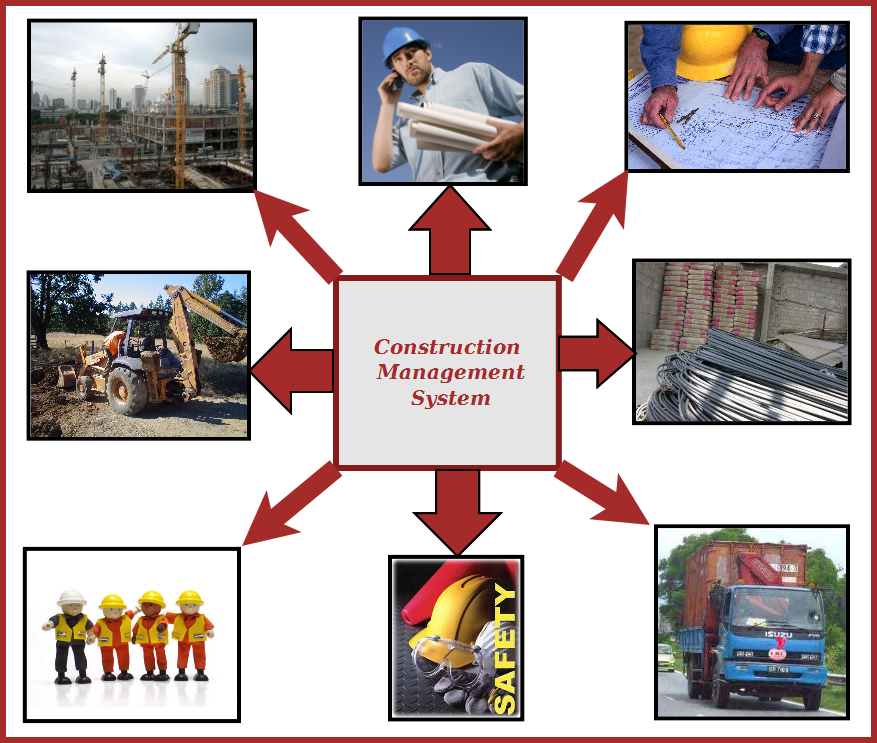 Construction
Management
System
SAFETY
ISUZU